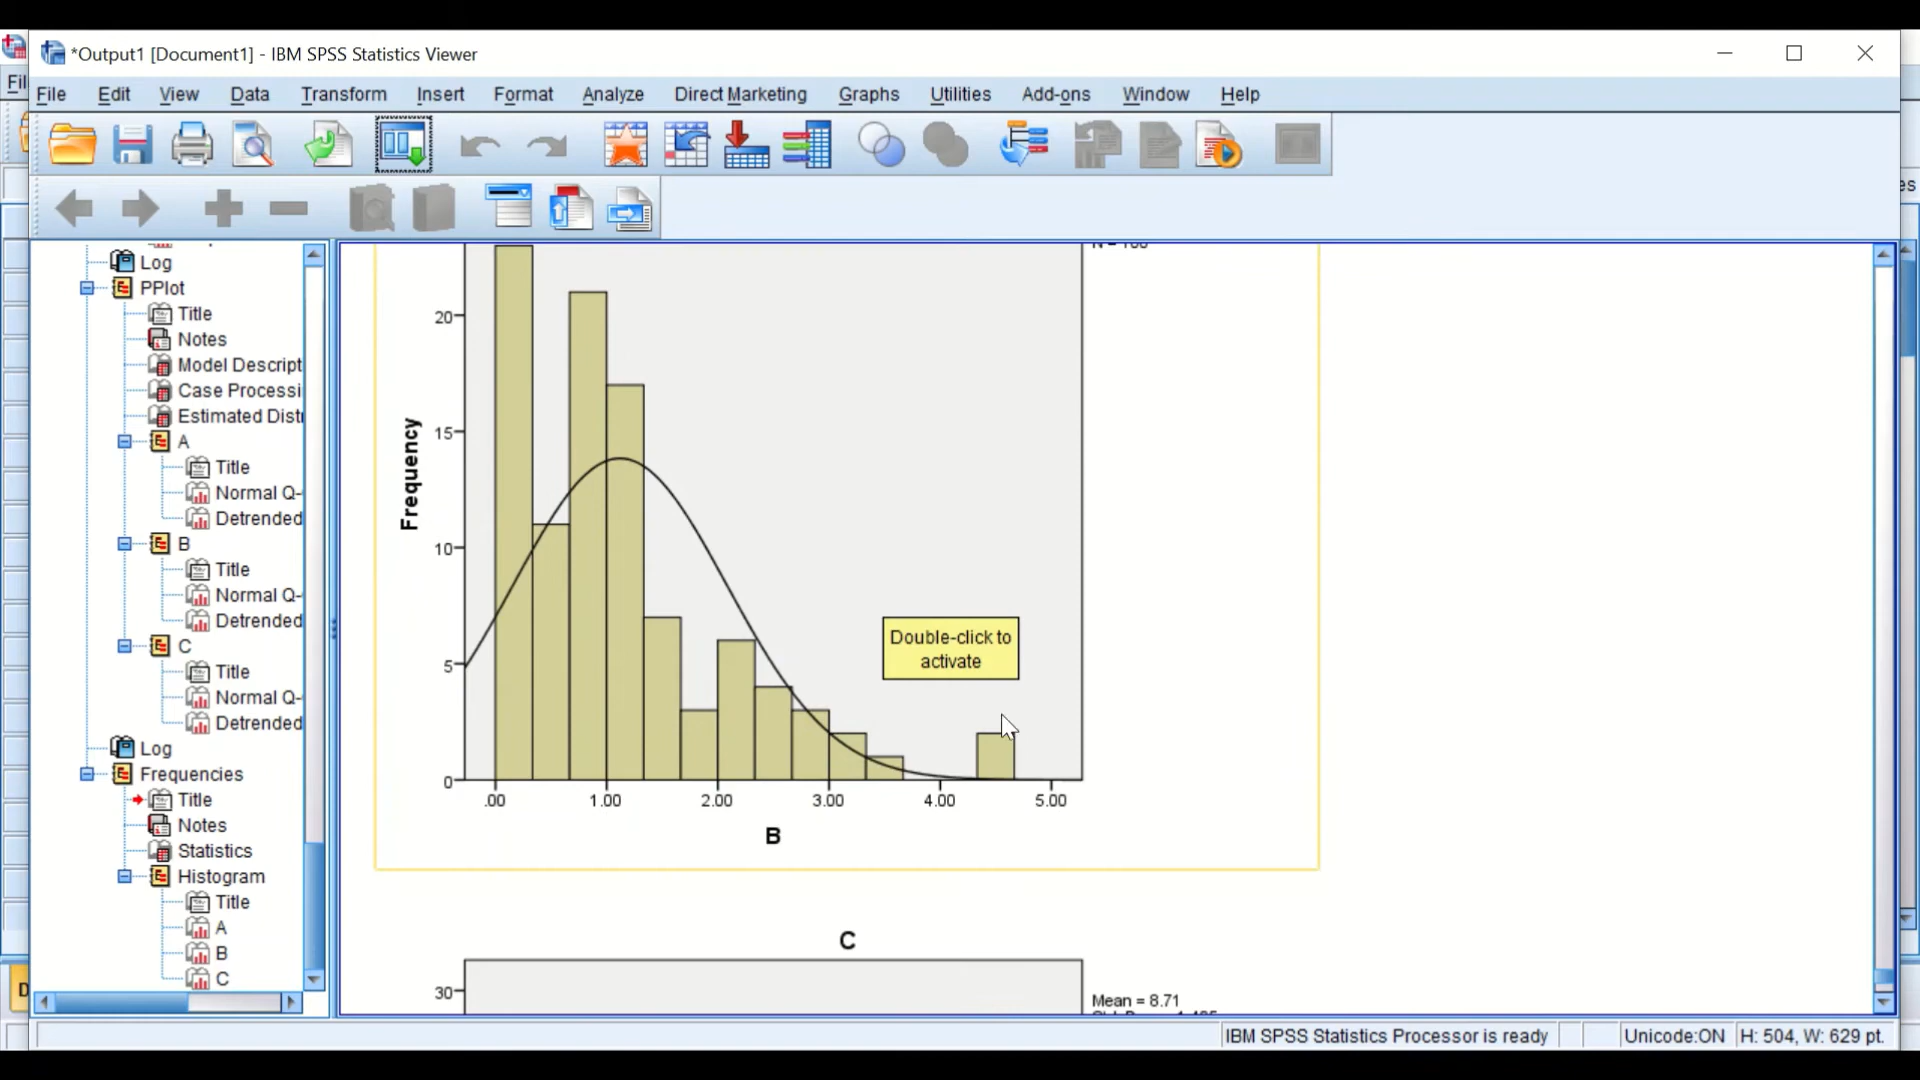 *Output1 [Document1] - IBM SPSS Statistics Viewer
File Edit View Data Transform Insert Format Analyze Direct Marketing Graphs Utilities Add-ons Window Help
Log
PPlot
Title
Notes
Model Descript
Case Processi
Estimated Distr
A
Title
Normal Q-
Detrended
B
Title
Normal Q-
Detrended
C
Title
Normal Q-
Detrended
Log
Frequencies
Title
Notes
Statistics
Histogram
Title
A
B
C
20
15
10
5
0
Frequency
.00 1.00 2.00 3.00 4.00 5.00
B
Double-click to
activate
C
30
Mean = 8.71
IBM SPSS Statistics Processor is ready Unicode:ON H: 504, W: 629 pt.